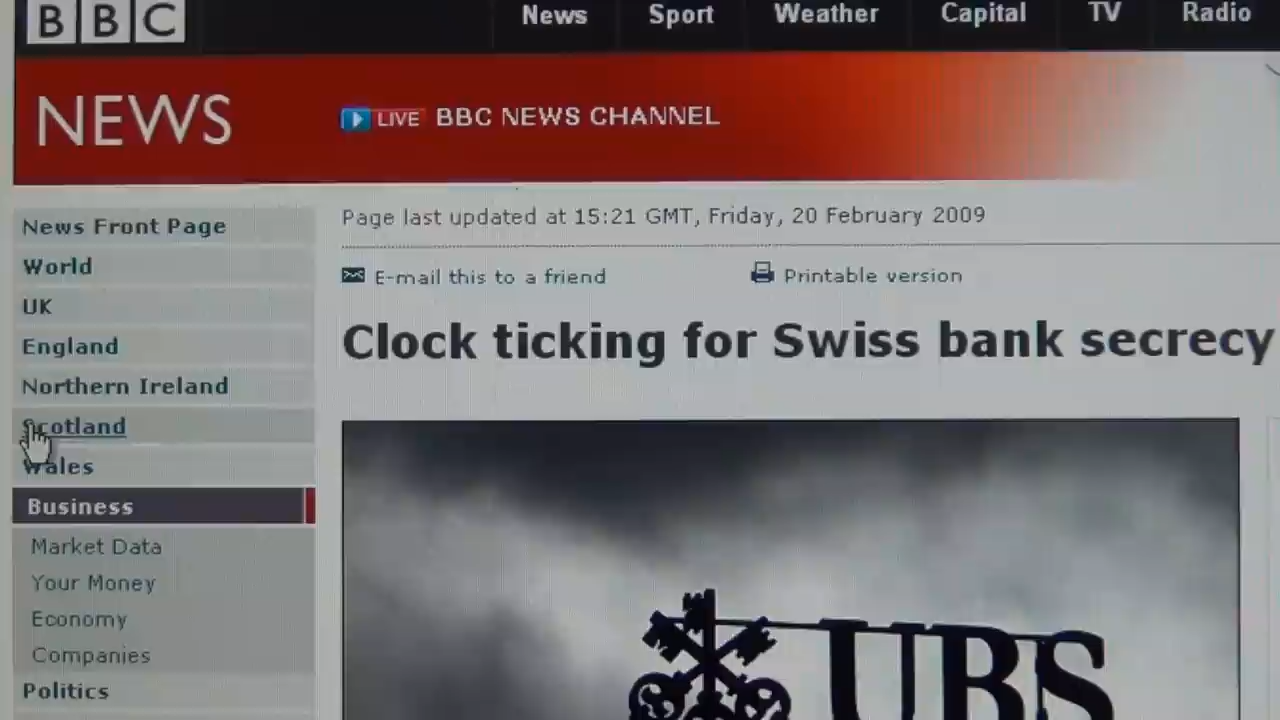 BBC
News Sport Weather Capital TV Radio
NEWS
LIVE BBC NEWS CHANNEL
Page last updated at 15:21 GMT, Friday, 20 February 2009
E-mail this to a friend
Printable version
Clock ticking for Swiss bank secrecy
News Front Page
World
UK
England
Northern Ireland
Scotland
Wales
Business
Market Data
Your Money
Economy
Companies
Politics
UBS